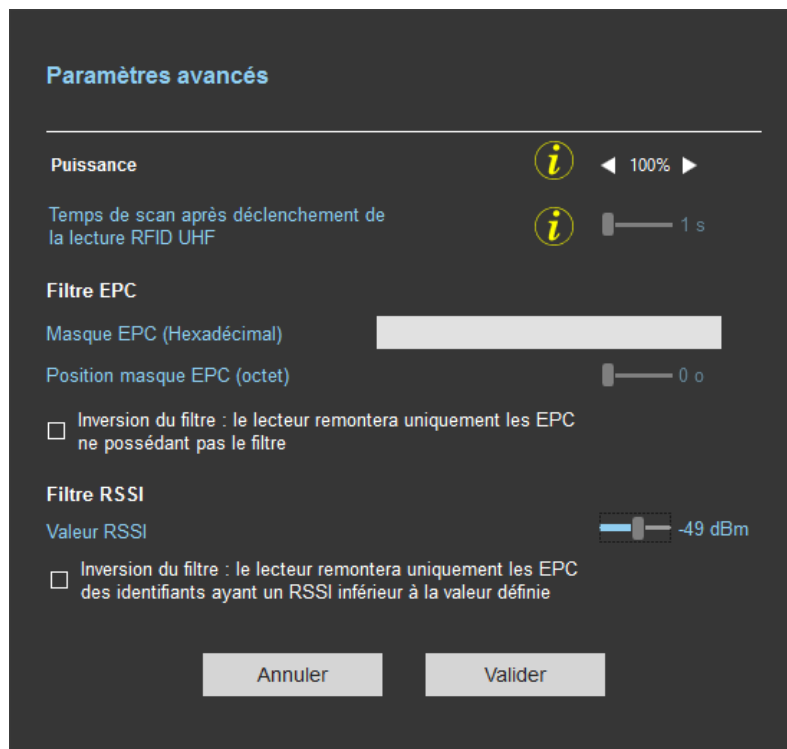 Paramètres avancés
Puissance
i
◀ 100% ▶
Temps de scan après déclenchement de
la lecture RFID UHF
i
1 s
Filtre EPC
Masque EPC (Hexadécimal)
Position masque EPC (octet)
0 o
Inversion du filtre : le lecteur remontera uniquement les EPC
ne possédant pas le filtre
Filtre RSSI
Valeur RSSI
-49 dBm
Inversion du filtre : le lecteur remontera uniquement les EPC
des identifiants ayant un RSSI inférieur à la valeur définie
Annuler
Valider